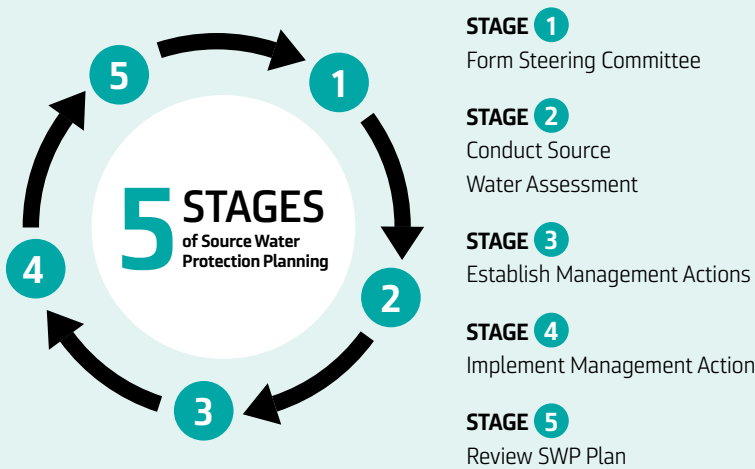 5
1
4
2
3
5 STAGES
of Source Water
Protection Planning
STAGE 1
Form Steering Committee
STAGE 2
Conduct Source
Water Assessment
STAGE 3
Establish Management Actions
STAGE 4
Implement Management Action
STAGE 5
Review SWP Plan